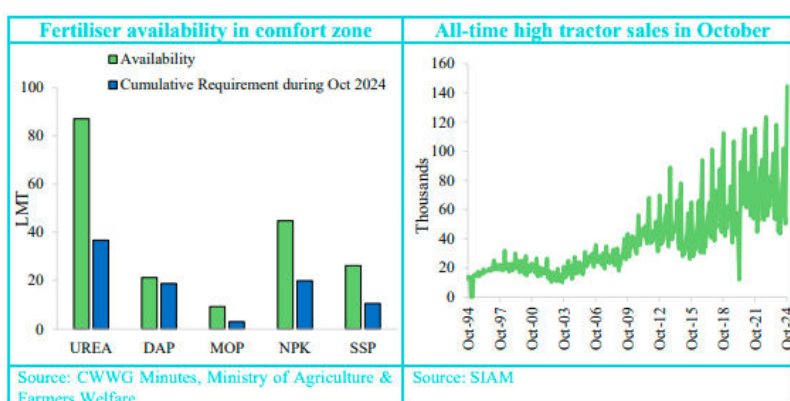 Fertiliser availability in comfort zone
Availability
Cumulative Requirement during Oct 2024
100
80
60
40
20
0
LMT
UREA DAP MOP NPK SSP
Source: CWWG Minutes, Ministry of Agriculture &
Farmers Welfare
All-time high tractor sales in October
160
140
120
100
80
60
40
20
0
Thousands
Oct-94 Oct-97 Oct-00 Oct-03 Oct-06 Oct-09 Oct-12 Oct-15 Oct-18 Oct-21 Oct-24
Source: SIAM